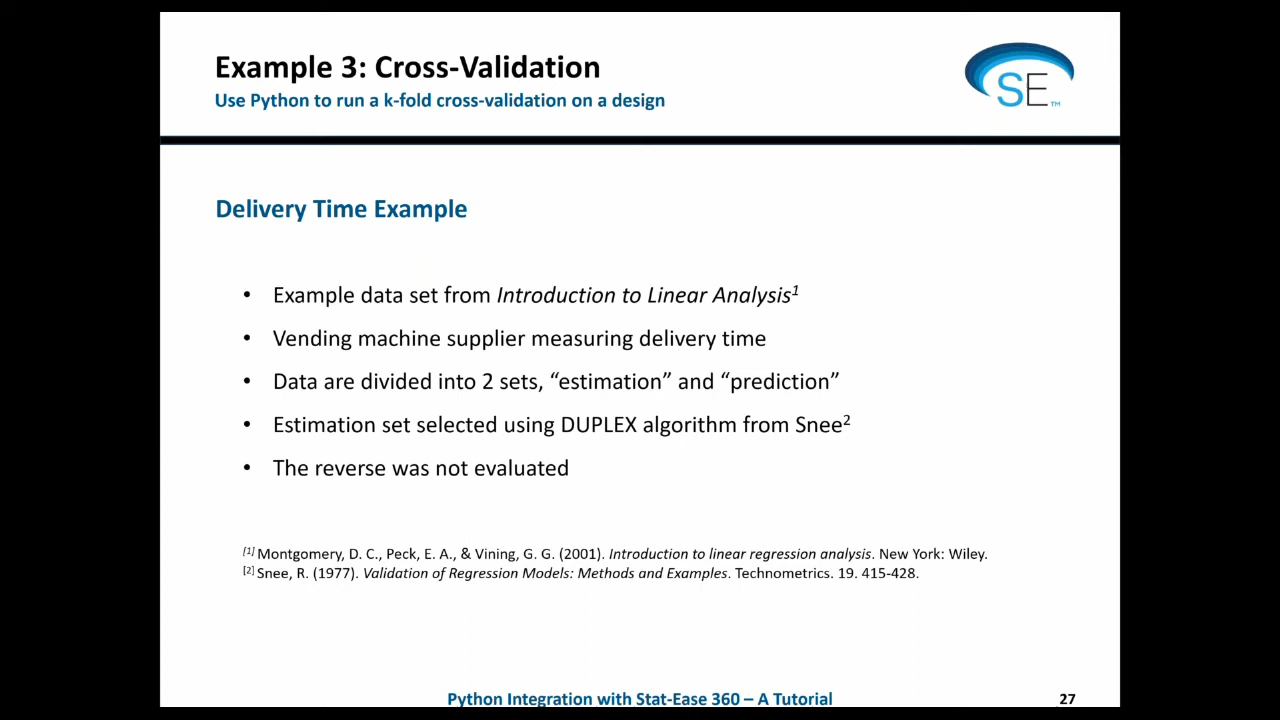 Example 3: Cross-Validation
Use Python to run a k-fold cross-validation on a design
SE™
Delivery Time Example
• Example data set from Introduction to Linear Analysis1
• Vending machine supplier measuring delivery time
• Data are divided into 2 sets, “estimation” and “prediction”
• Estimation set selected using DUPLEX algorithm from Snee2
• The reverse was not evaluated
[1] Montgomery, D. C., Peck, E. A., & Vining, G. G. (2001). Introduction to linear regression analysis. New York: Wiley.
[2] Snee, R. (1977). Validation of Regression Models: Methods and Examples. Technometrics. 19. 415-428.
Python Integration with Stat-Ease 360 – A Tutorial
27